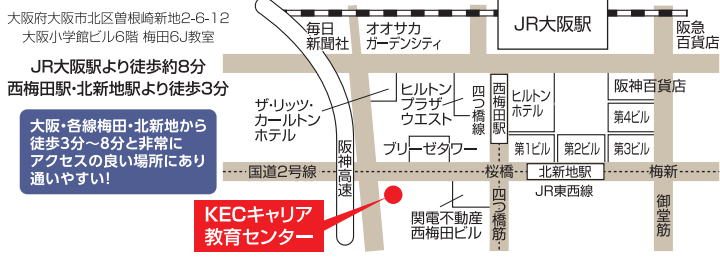 大阪府大阪市北区曽根崎新地2-6-12
大阪小学館ビル6階 梅田6J教室
JR大阪駅より徒歩約8分
西梅田駅・北新地駅より徒歩3分
大阪・各線梅田・北新地から
徒歩3分〜8分と非常に
アクセスの良い場所にあり
通いやすい!
毎日
新聞社
オオサカ
ガーデンシティ
JR大阪駅
阪急
百貨店
ザ・リッツ・
カールトン
ホテル
ヒルトン
プラザ
ウエスト
四つ橋線
西梅田駅
ヒルトン
ホテル
阪神百貨店
第4ビル
ブリーゼタワー
第1ビル
第2ビル
第3ビル
国道2号線
阪神高速
桜橋
北新地駅
梅新
JR東西線
KECキャリア
教育センター
関電不動産
西梅田ビル
四つ橋筋
御堂筋